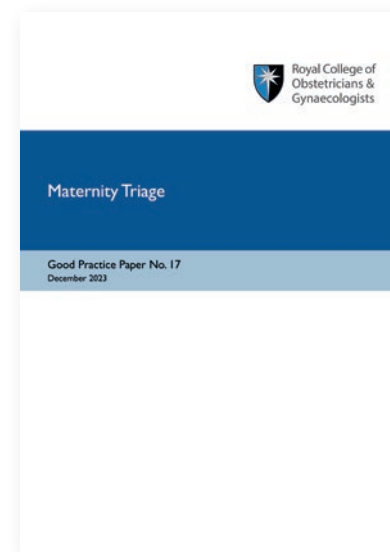 Royal College of
Obstetricians &
Gynaecologists
Maternity Triage
Good Practice Paper No. 17
December 2023